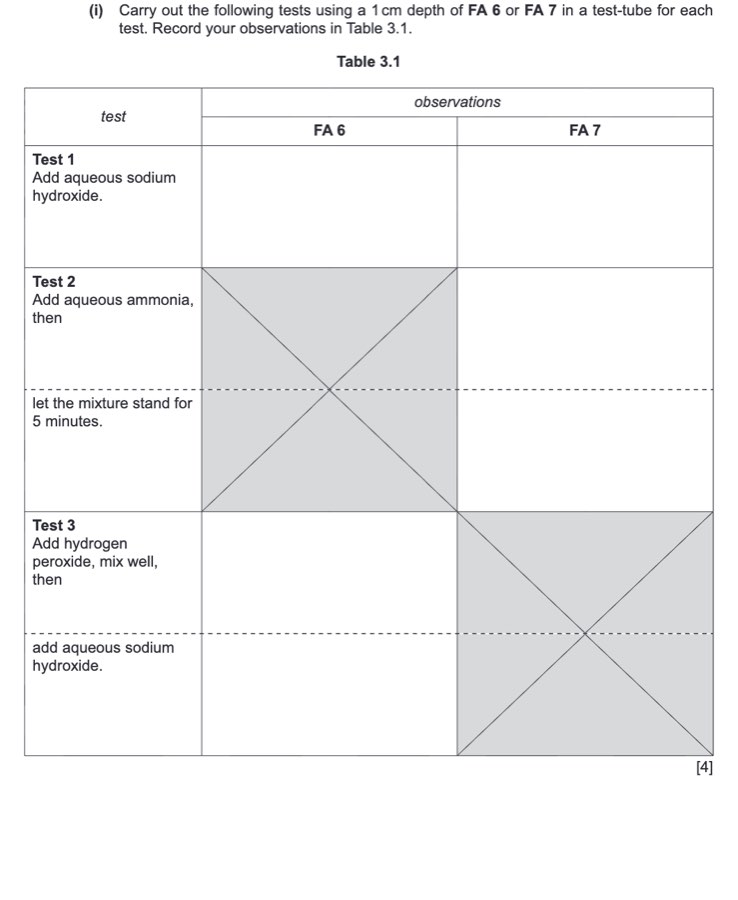 (i) Carry out the following tests using a 1 cm depth of FA 6 or FA 7 in a test-tube for each
test. Record your observations in Table 3.1.
Table 3.1
test
observations
FA 6
FA 7
Test 1
Add aqueous sodium
hydroxide.
Test 2
Add aqueous ammonia,
then
let the mixture stand for
5 minutes.
Test 3
Add hydrogen
peroxide, mix well,
then
add aqueous sodium
hydroxide.
[4]